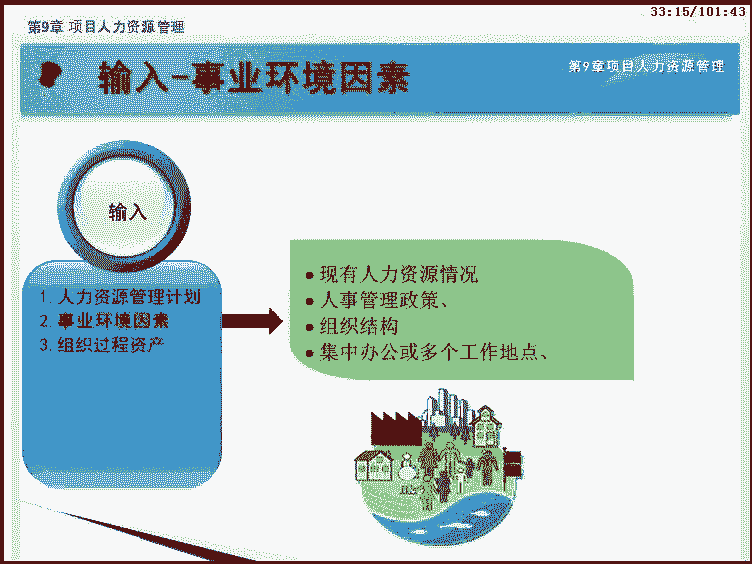 33:15/101:43
第9章 项目人力资源管理
输入-事业环境因素
第9章项目人力资源管理
输入
1. 人力资源管理计划
2. 事业环境因素
3. 组织过程资产
● 现有人力资源情况
● 人事管理政策、
● 组织结构
● 集中办公或多个工作地点、